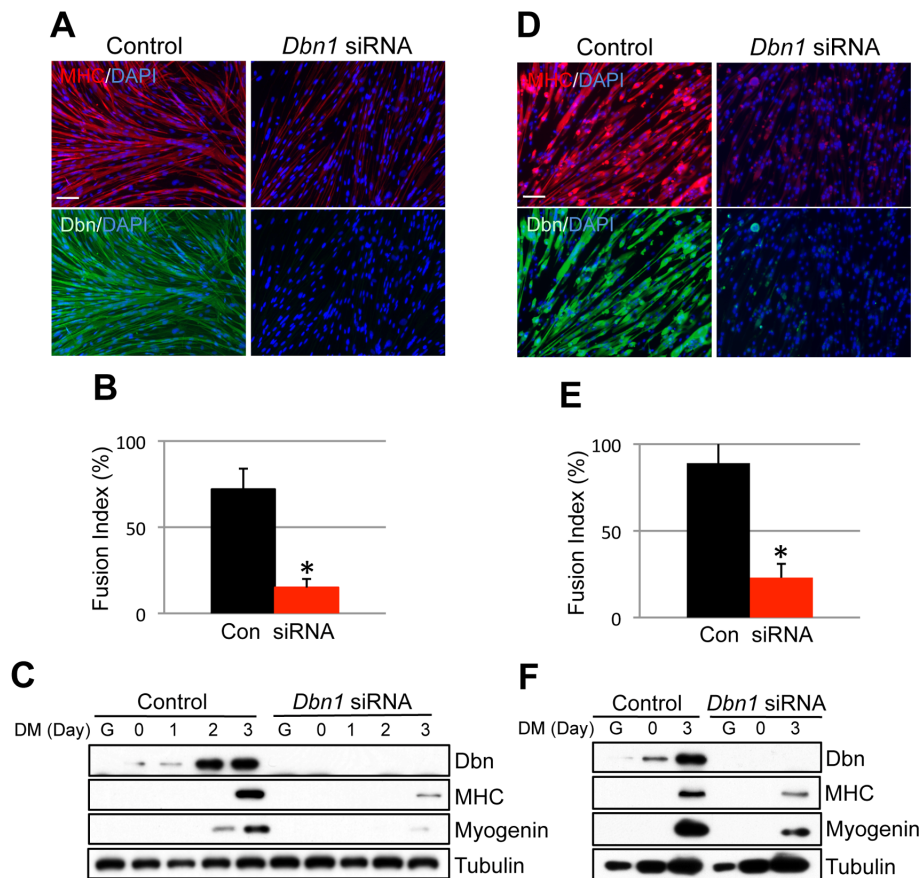 A
Control
Dbn1 siRNA
MHC/DAPI
Dbn/DAPI
B
Fusion Index (%)
100
50
0
*
Con siRNA
C
Control
Dbn1 siRNA
DM (Day) G 0 1 2 3 G 0 1 2 3
Dbn
MHC
Myogenin
Tubulin
D
Control
Dbn1 siRNA
MHC/DAPI
Dbn/DAPI
E
Fusion Index (%)
100
50
0
*
Con siRNA
F
Control
Dbn1 siRNA
DM (Day) G 0 3 G 0 3
Dbn
MHC
Myogenin
Tubulin